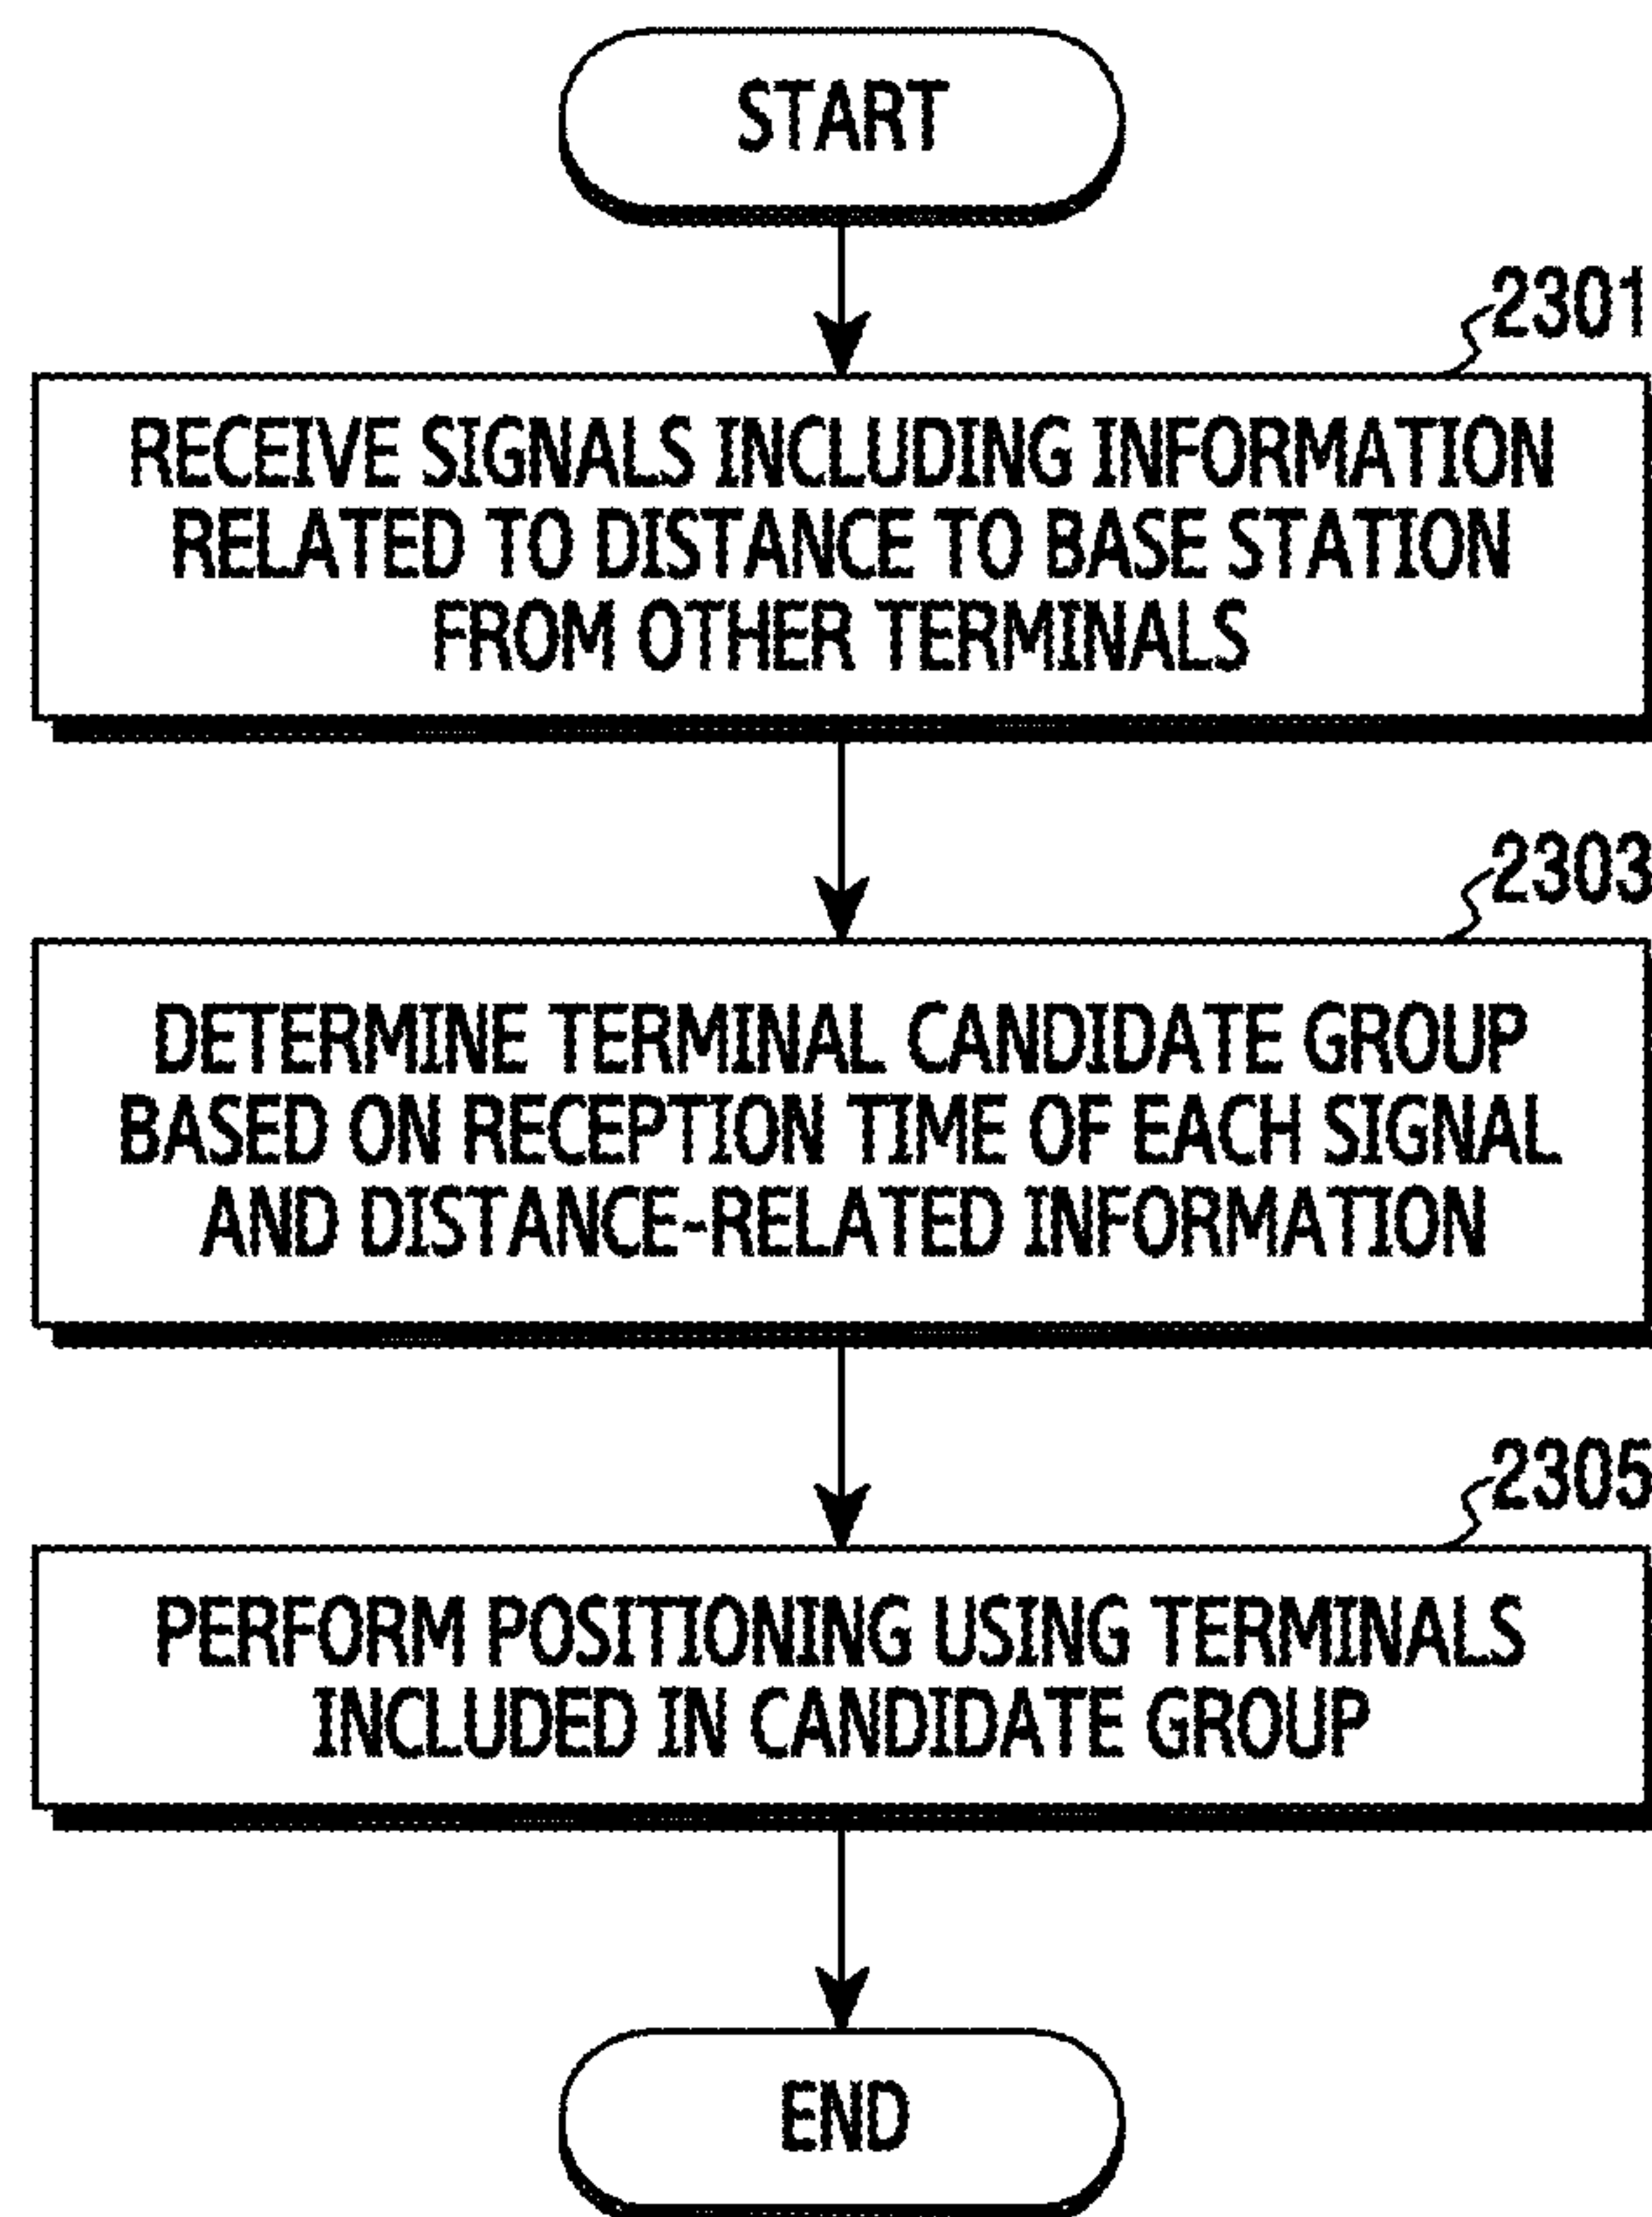 START
2301
RECEIVE SIGNALS INCLUDING INFORMATION
RELATED TO DISTANCE TO BASE STATION
FROM OTHER TERMINALS
2303
DETERMINE TERMINAL CANDIDATE GROUP
BASED ON RECEPTION TIME OF EACH SIGNAL
AND DISTANCE-RELATED INFORMATION
2305
PERFORM POSITIONING USING TERMINALS
INCLUDED IN CANDIDATE GROUP
END